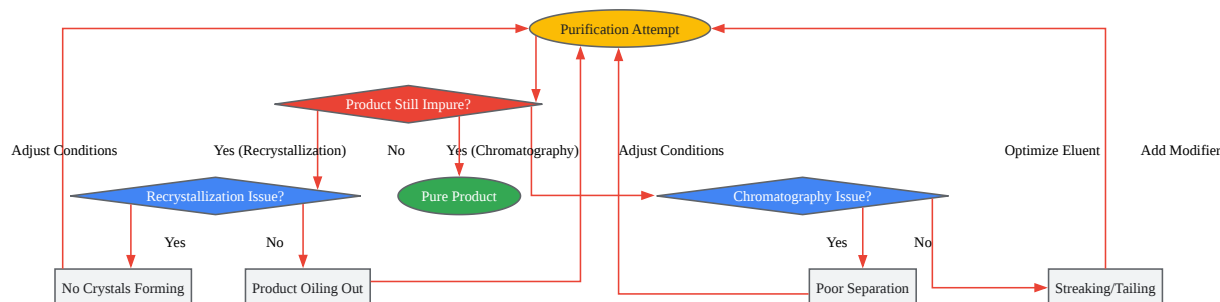 Purification Attempt
Product Still Impure?
Adjust Conditions
Yes (Recrystallization)
No
Yes (Chromatography)
Adjust Conditions
Optimize Eluent
Add Modifier
Recrystallization Issue?
Pure Product
Chromatography Issue?
Yes
No
Yes
No
No Crystals Forming
Product Oiling Out
Poor Separation
Streaking/Tailing